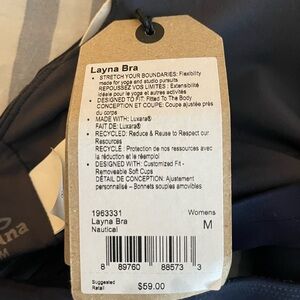 Layna Bra
• STRETCH YOUR BOUNDARIES: Flexibility
made for yoga and studio pursuits
REPOUSSEZ VOS LIMITES | Extensibilité
idéale pour le yoga et autres activités
• DESIGNED TO FIT: Fitted To The Body
CONCEPTION ÉTUDIÉE: Coupe ajustée près
du corps
• MADE WITH: Luxara®
FAIT DE: Luxara®
• RECYCLED: Reduce & Reuse to Respect our
Resources
RECYCLÉ : Protection de nos ressources avec
la réduction et le réemploi
• DESIGNED WITH: Customized Fit -
Removeable Soft Cups
DÉTAIL DE CONCEPTION: Ajustement
personnalisé – Bonnets souples amovibles
1963331 Womens
Layna Bra M
Nautical
8 89760 88573 3
Suggested
Retail $59.00